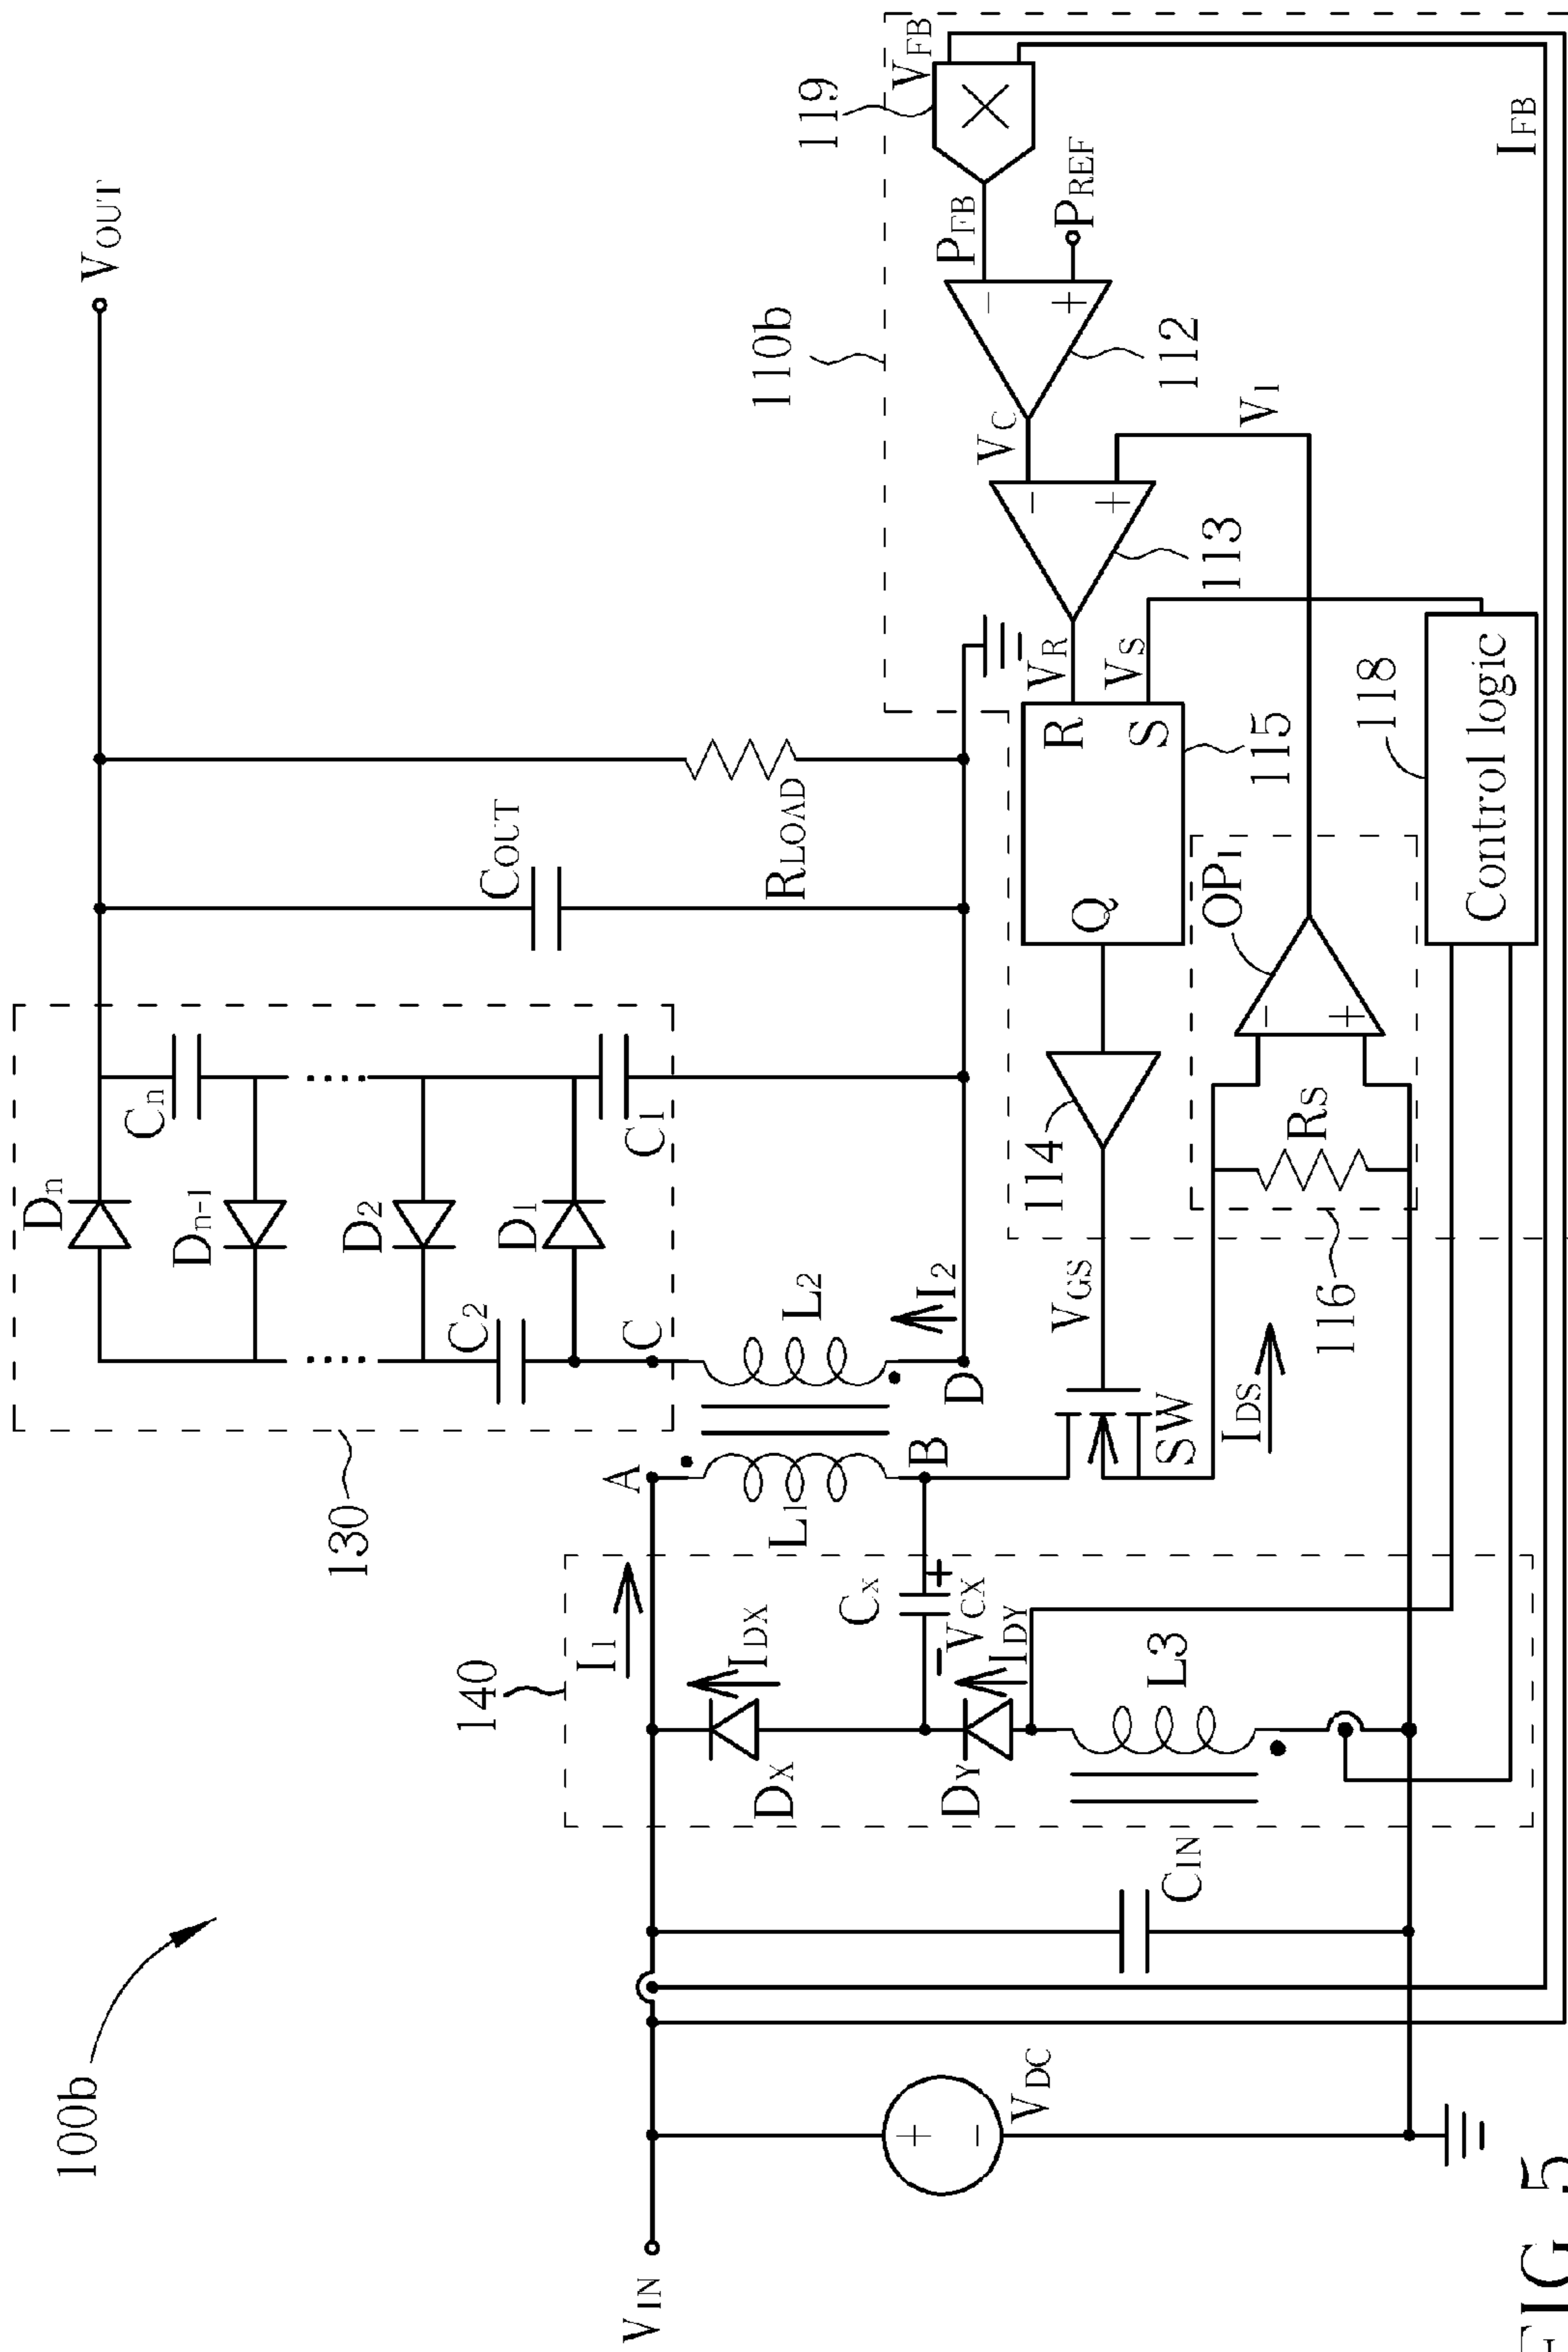 100b
VIN
VOUT
130
Dn
Cn
Dn-1
D2
D1
C2
C1
C
COUT
RLOAD
A
L1
L2
I2
B
D
140
I1
DX
IDX
CX
+
VCX
-
DY
IDY
L3
CIN
+
-
VDC
VGS
SW
IDS
114
Q
R
S
115
VR
VS
116
RS
OP1
-
+
118
Control logic
110b
113
-
+
VC
VI
112
-
+
PFB
PREF
119
VFB
IFB
FIG. 5